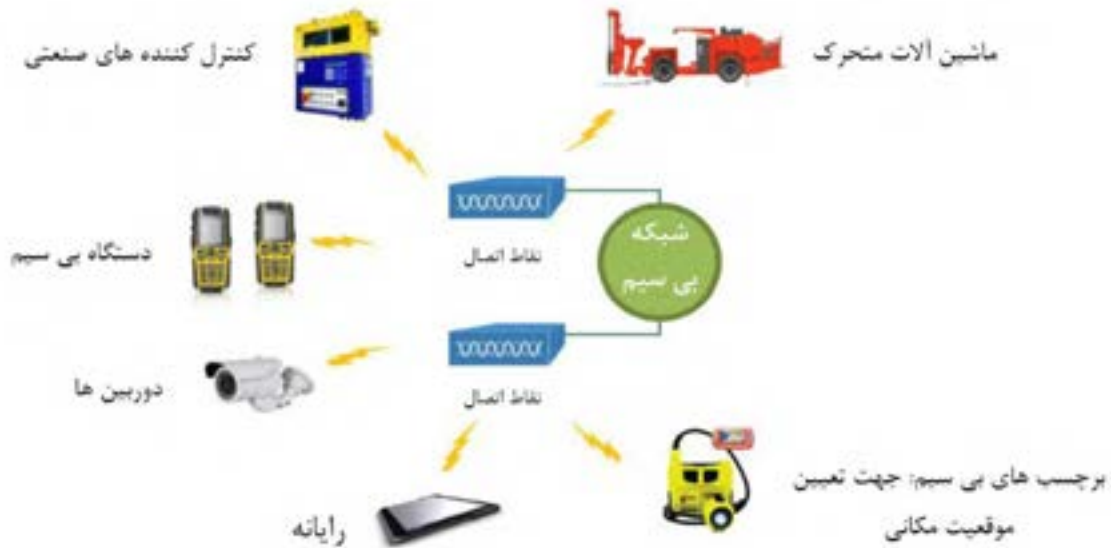 کنترل کننده های صنعتی
ماشین آلات متحرک
شبکه
بی سیم
نقاط اتصال
دستگاه بی سیم
نقاط اتصال
دوربین ها
برچسب های بی سیم: جهت تعیین
موقعیت مکانی
رایانه